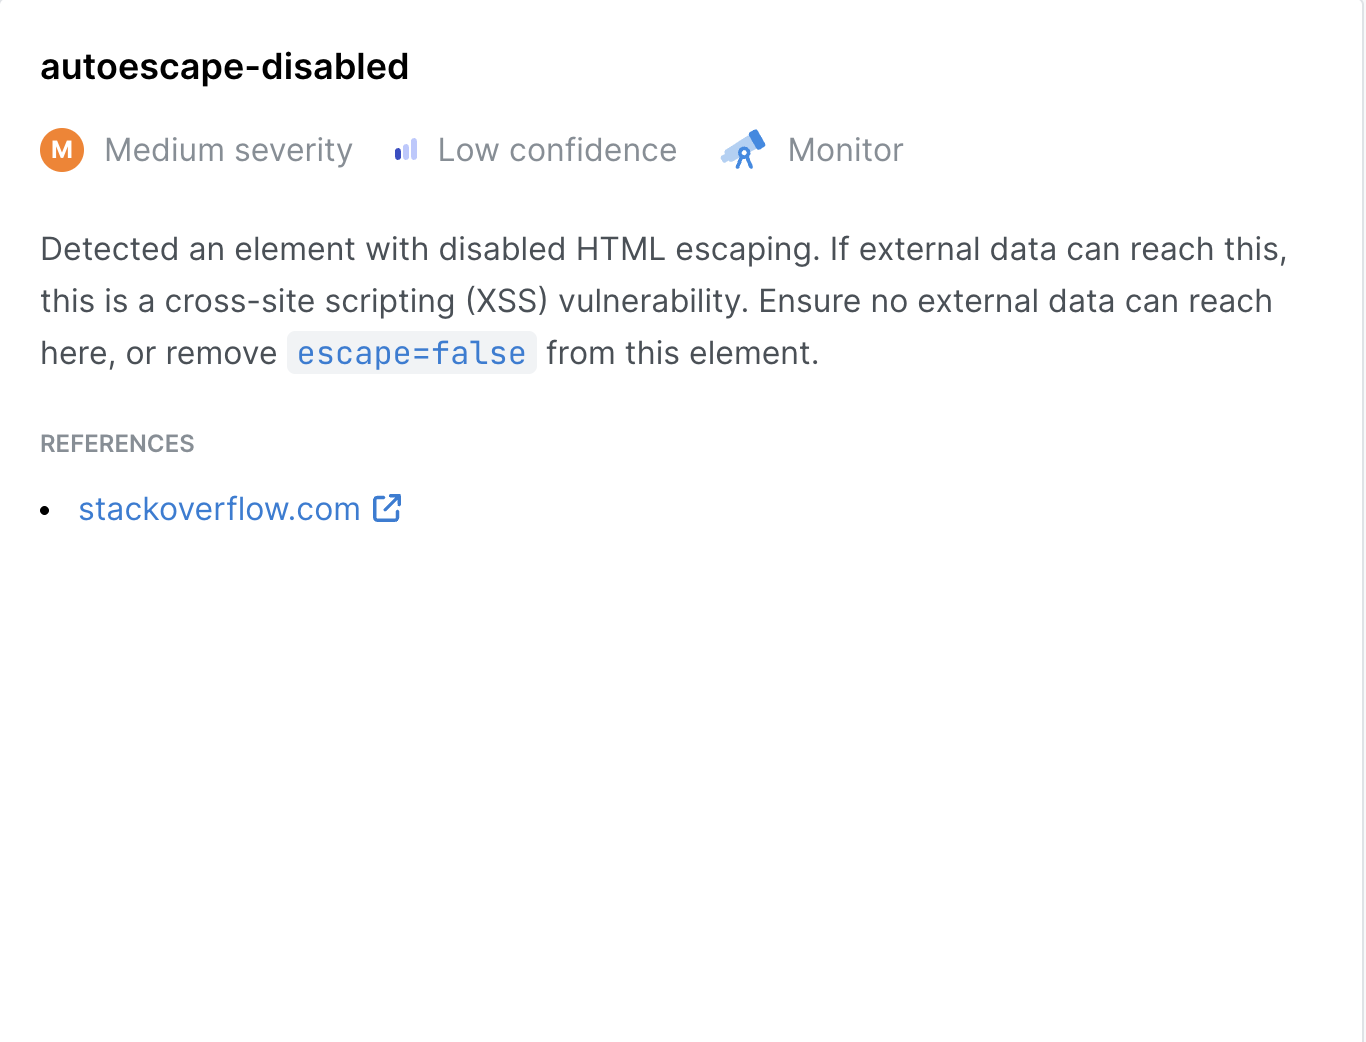 autoescape-disabled
M Medium severity Low confidence Monitor
Detected an element with disabled HTML escaping. If external data can reach this,
this is a cross-site scripting (XSS) vulnerability. Ensure no external data can reach
here, or remove escape=false from this element.
REFERENCES
• stackoverflow.com